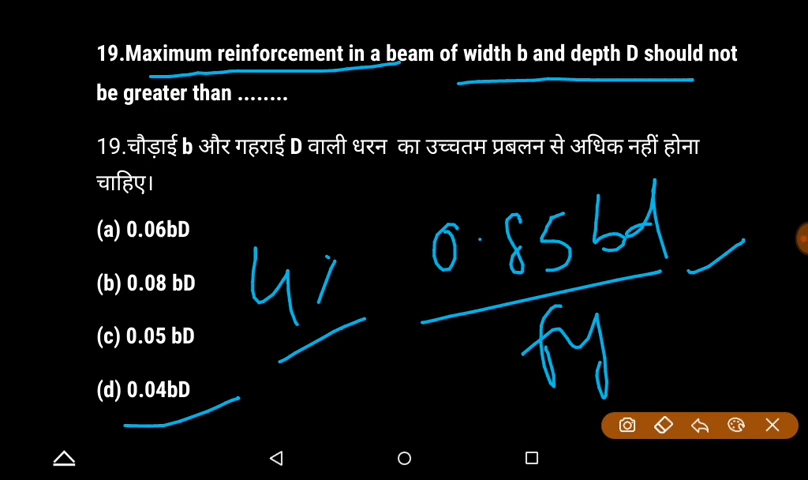 19.Maximum reinforcement in a beam of width b and depth D should not
be greater than ........
19.चौड़ाई b और गहराई D वाली धरन का उच्चतम प्रबलन से अधिक नहीं होना
चाहिए।
(a) 0.06bD
(b) 0.08 bD
(c) 0.05 bD
(d) 0.04bD
0.85bd
fy